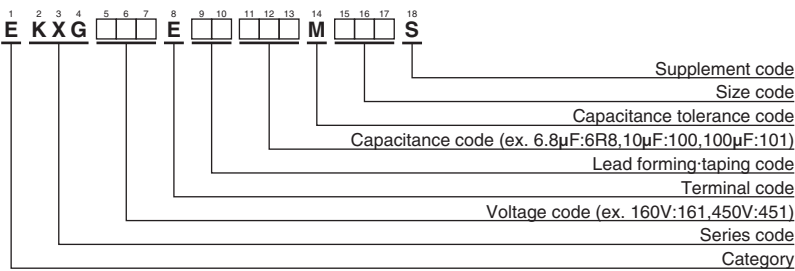 1 2 3 4 5 6 7 8 9 10 11 12 13 14 15 16 17 18
E K X G □ □ □ E □ □ □ □ □ M □ □ □ S
Supplement code
Size code
Capacitance tolerance code
Capacitance code (ex. 6.8μF:6R8,10μF:100,100μF:101)
Lead forming·taping code
Terminal code
Voltage code (ex. 160V:161,450V:451)
Series code
Category